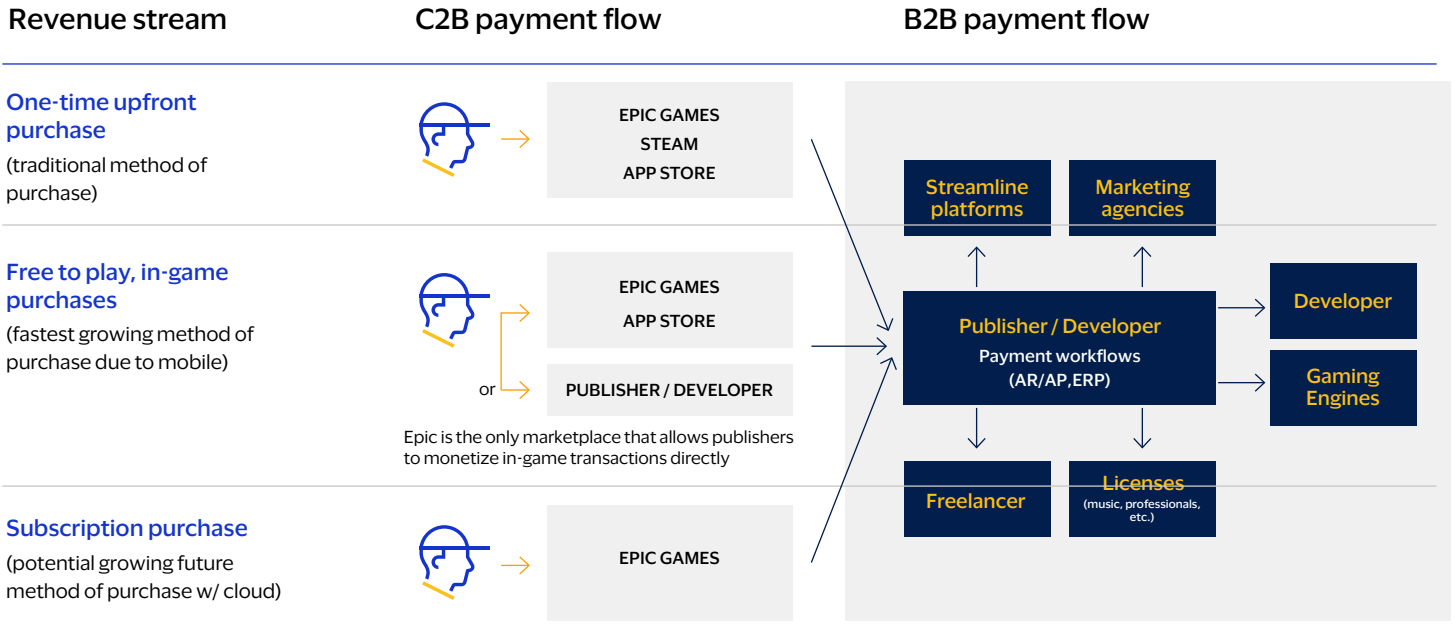 Revenue stream
C2B payment flow
B2B payment flow
One-time upfront
purchase
(traditional method of
purchase)
EPIC GAMES
STEAM
APP STORE
Free to play, in-game
purchases
(fastest growing method of
purchase due to mobile)
or
EPIC GAMES
APP STORE
PUBLISHER / DEVELOPER
Epic is the only marketplace that allows publishers
to monetize in-game transactions directly
Subscription purchase
(potential growing future
method of purchase w/ cloud)
EPIC GAMES
Streamline
platforms
Marketing
agencies
Publisher / Developer
Payment workflows
(AR/AP,ERP)
Developer
Gaming
Engines
Freelancer
Licenses
(music, professionals,
etc.)